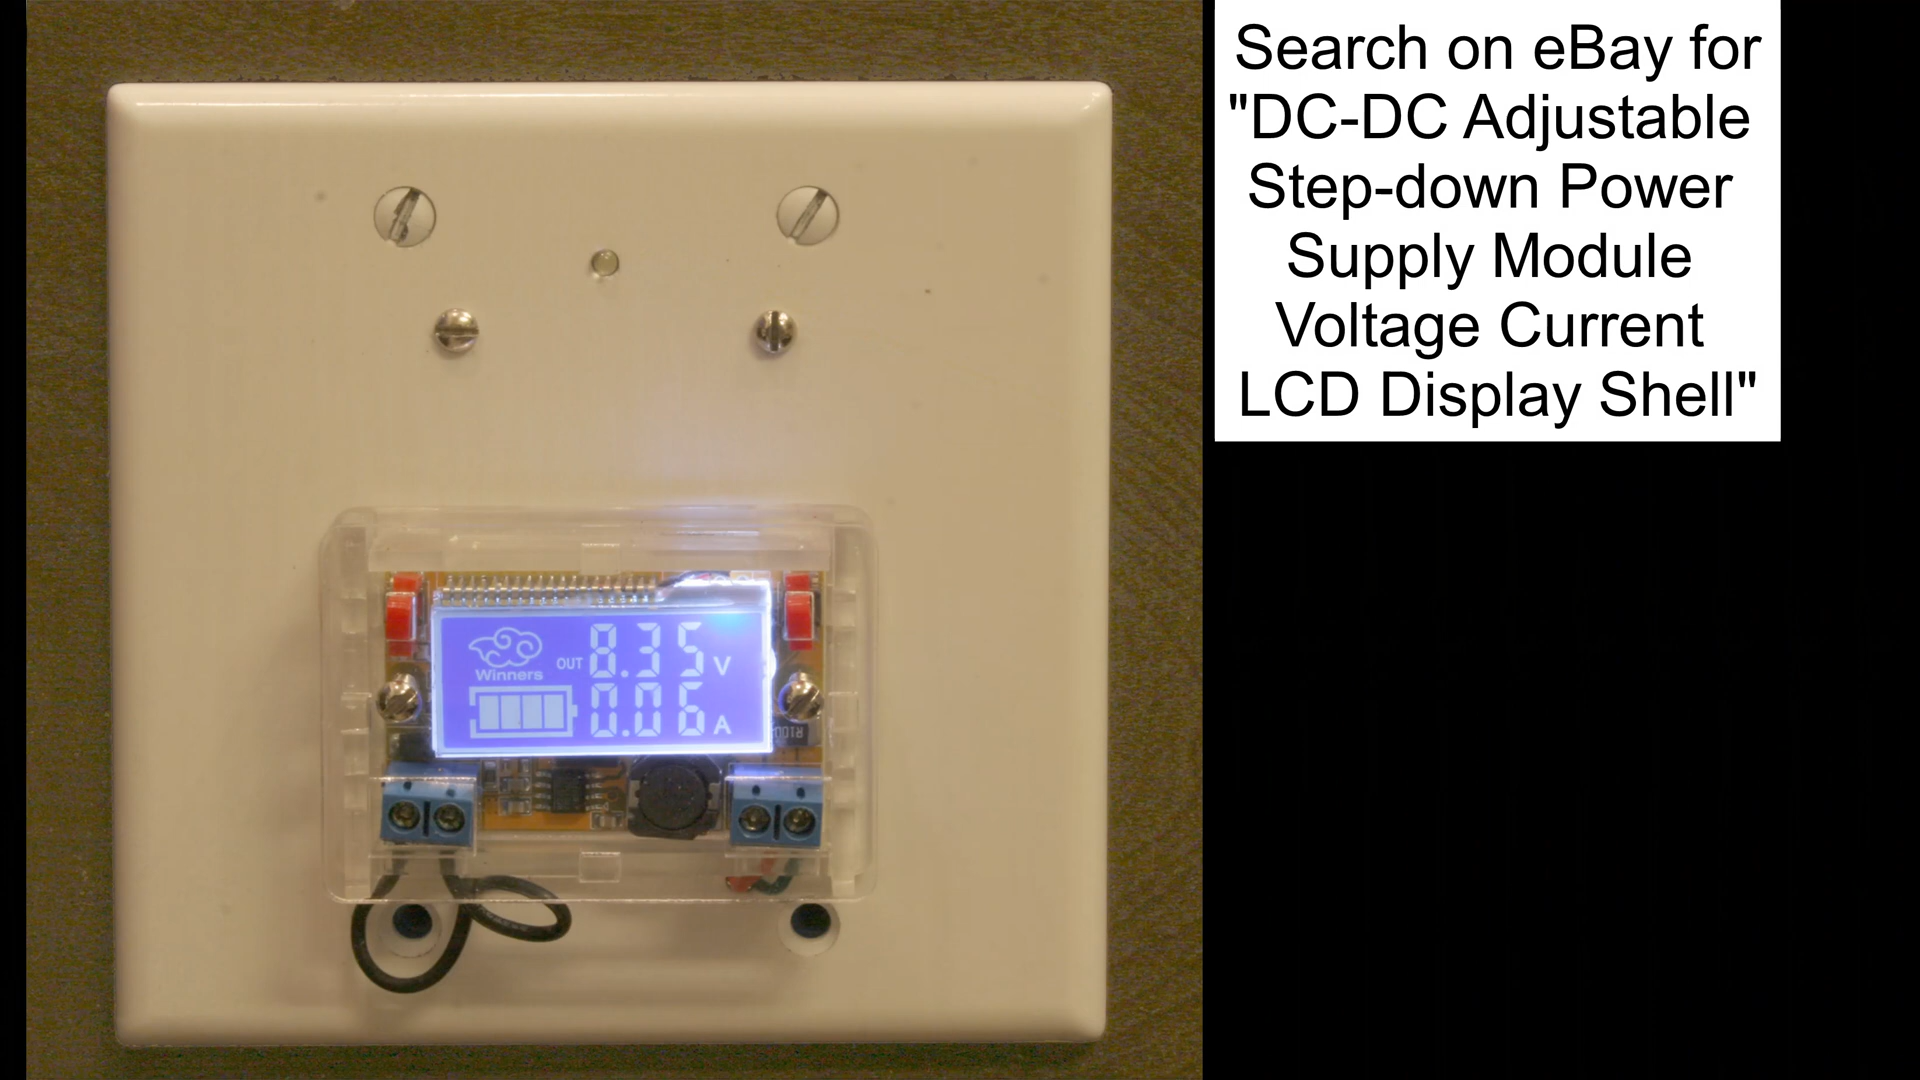 Search on eBay for
"DC-DC Adjustable
Step-down Power
Supply Module
Voltage Current
LCD Display Shell"
Winners
OUT 8.35 V
0.06 A
R100